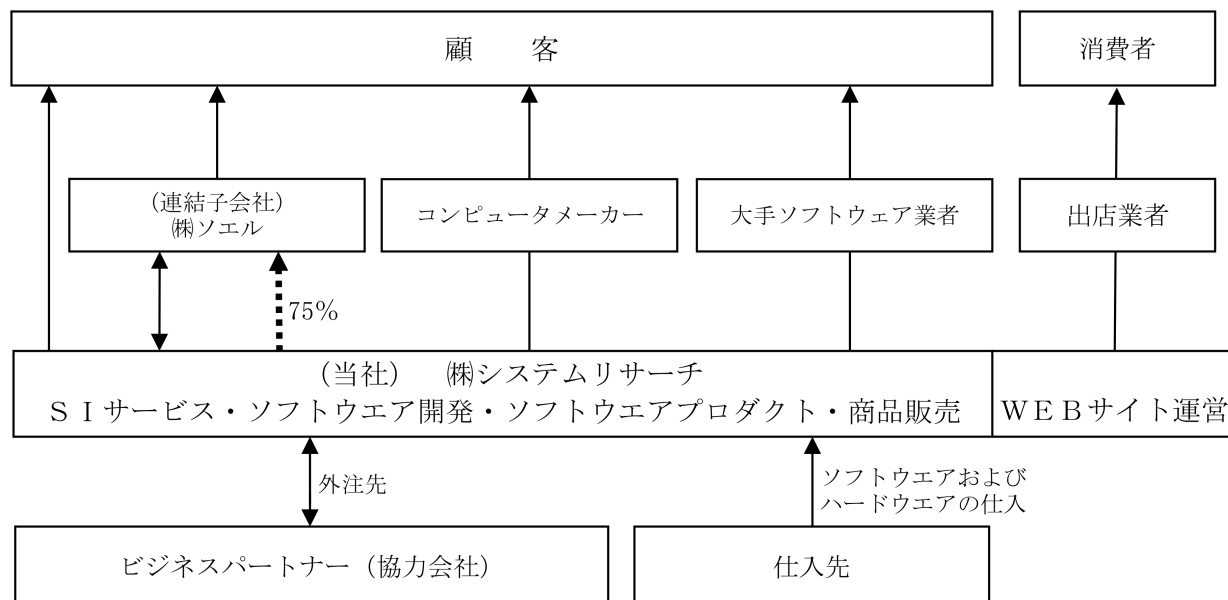 顧　　客
消費者
（連結子会社）
㈱ソエル
コンピュータメーカー
大手ソフトウェア業者
出店業者
75%
（当社）　㈱システムリサーチ
ＳＩサービス・ソフトウエア開発・ソフトウエアプロダクト・商品販売
ＷＥＢサイト運営
外注先
ソフトウエアおよび
ハードウエアの仕入
ビジネスパートナー（協力会社）
仕入先